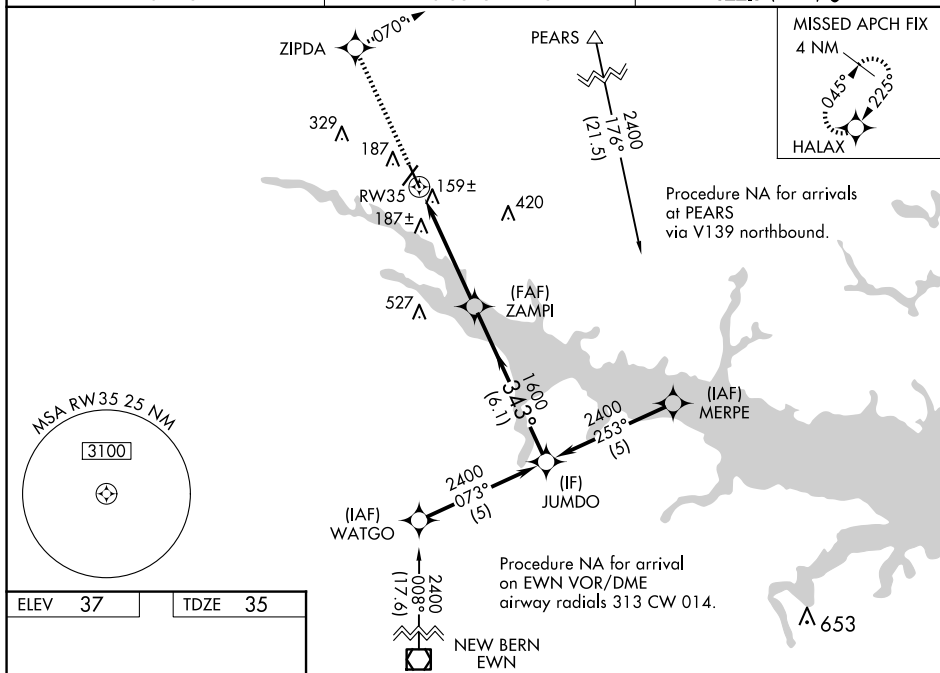 ZIPDA
070°
PEARS
MISSED APCH FIX
4 NM
045°
225°
HALAX
329
187
RW35
159±
187±
420
2400
176°
(21.5)
Procedure NA for arrivals
at PEARS
via V139 northbound.
527
(FAF)
ZAMPI
1600
343°
(6.1)
(IAF)
MERPE
2400
253°
(5)
MSA RW35 25 NM
3100
(IF)
JUMDO
2400
073°
(5)
(IAF)
WATGO
2400
008°
(17.6)
Procedure NA for arrival
on EWN VOR/DME
airway radials 313 CW 014.
653
ELEV 37
TDZE 35
NEW BERN
EWN